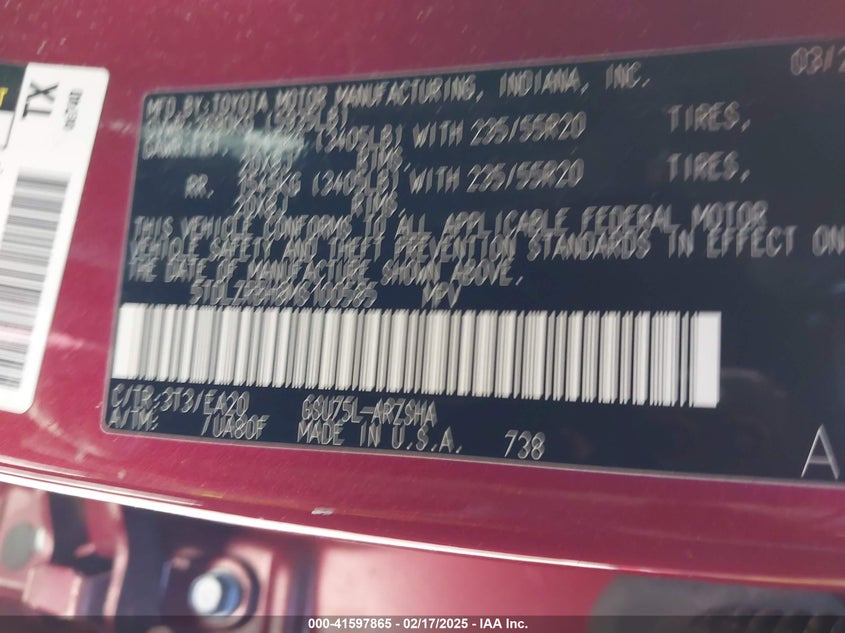 TX
03/2
MFD BY:TOYOTA MOTOR MANUFACTURING, INDIANA, INC.
(3405LB) WITH 235/55R20 TIRES,
RIMS,
RR. 1545KG (3405LB) WITH 235/55R20 TIRES,
RIMS,
THIS VEHICLE CONFORMS TO ALL APPLICABLE FEDERAL MOTOR
VEHICLE SAFETY AND THEFT PREVENTION STANDARDS IN EFFECT ON
THE DATE OF MANUFACTURE SHOWN ABOVE.
MPV
C/TR:3T3/EA20 GSU75L-ARZSHA
A/TM: /UA80F MADE IN U.S.A. 738
A
000-41597865 - 02/17/2025 - IAA Inc.